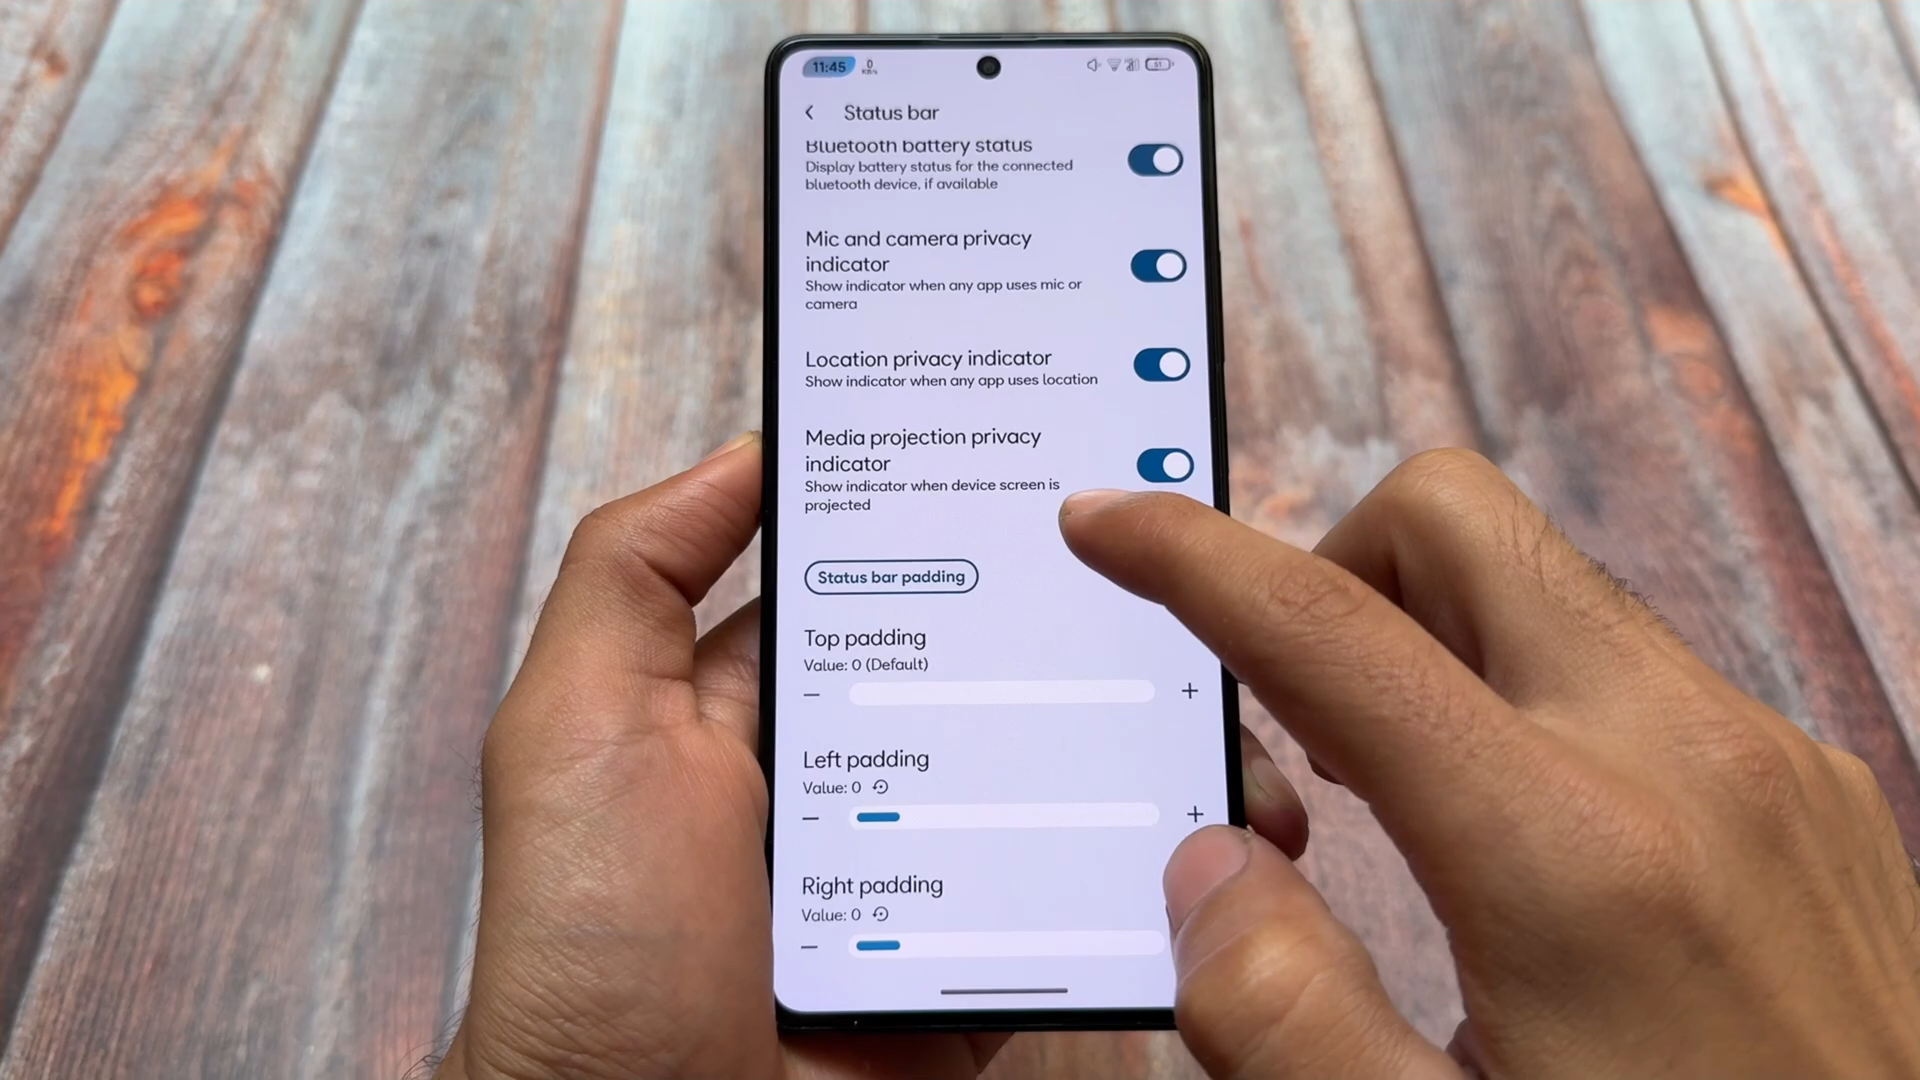 11:45 0 KB/s 51
Status bar
Bluetooth battery status
Display battery status for the connected
bluetooth device, if available
Mic and camera privacy
indicator
Show indicator when any app uses mic or
camera
Location privacy indicator
Show indicator when any app uses location
Media projection privacy
indicator
Show indicator when device screen is
projected
Status bar padding
Top padding
Value: 0 (Default)
Left padding
Value: 0
Right padding
Value: 0